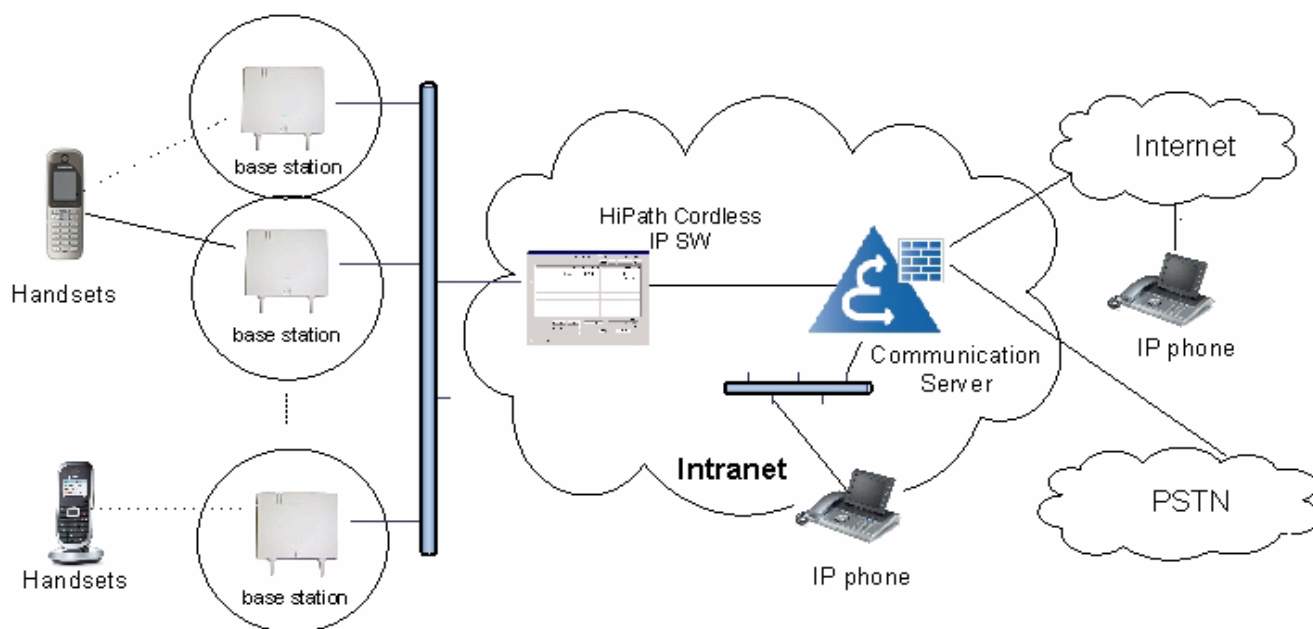 base station
Internet
HiPath Cordless
IP SW
Handsets
base station
IP phone
Communication
Server
Intranet
PSTN
Handsets
base station
IP phone